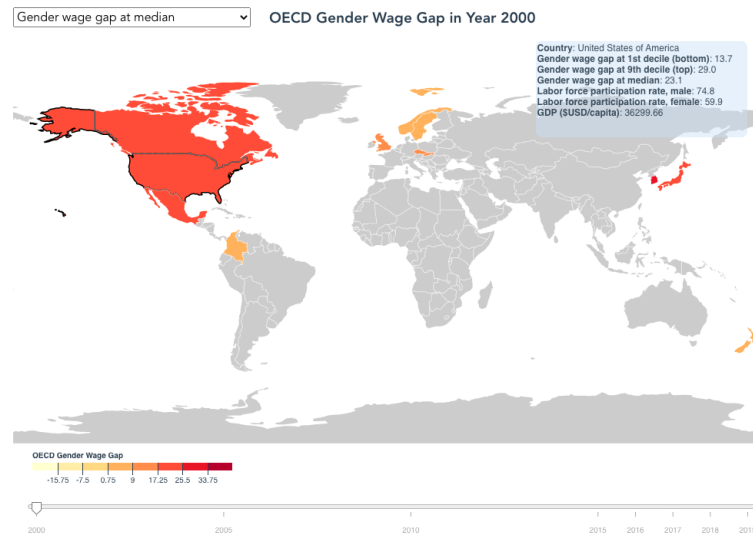 Gender wage gap at median
OECD Gender Wage Gap in Year 2000
Country: United States of America
Gender wage gap at 1st decile (bottom): 13.7
Gender wage gap at 9th decile (top): 29.0
Gender wage gap at median: 23.1
Labor force participation rate, male: 74.8
Labor force participation rate, female: 59.9
GDP ($USD/capita): 36299.66
OECD Gender Wage Gap
-15.75 -7.5 0.75 9 17.25 25.5 33.75
2000 2005 2010 2015 2016 2017 2018